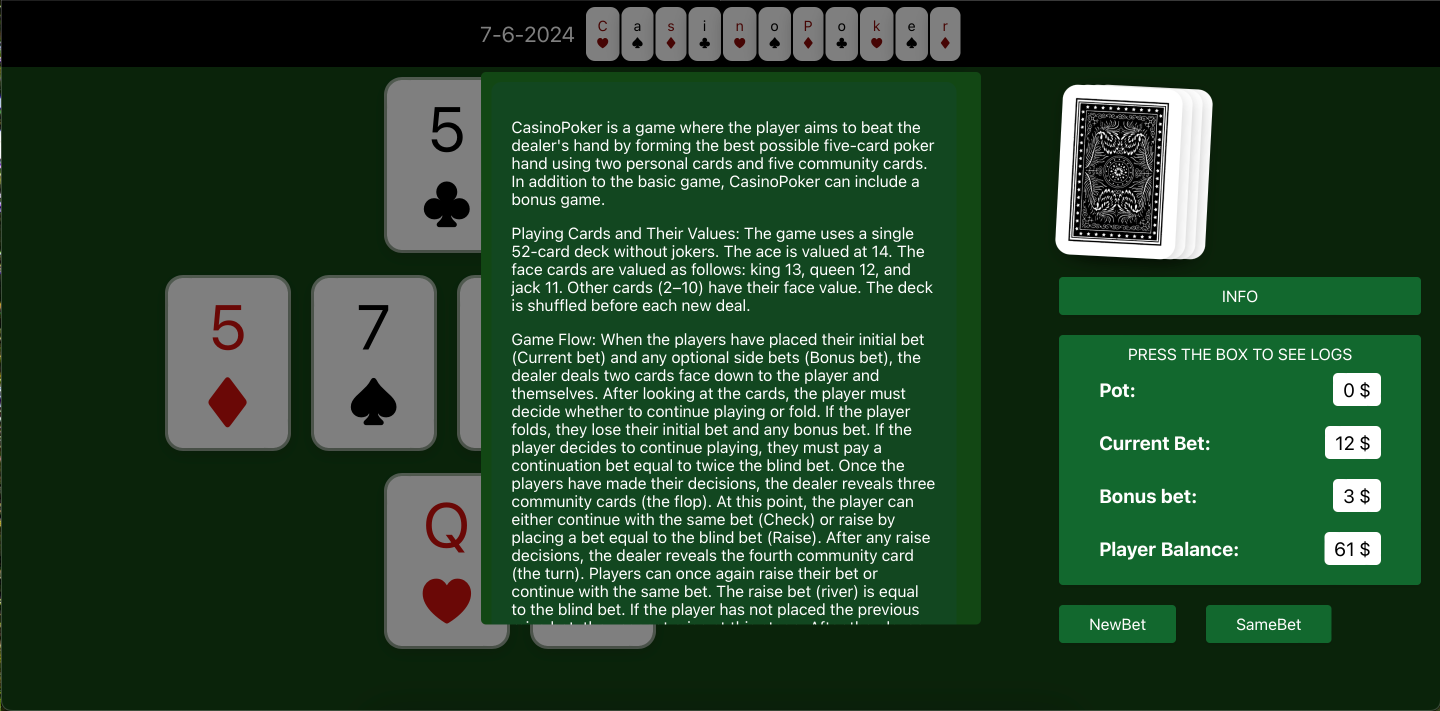 7-6-2024 CasinoPoker
5
5
7
Q
CasinoPoker is a game where the player aims to beat the
dealer's hand by forming the best possible five-card poker
hand using two personal cards and five community cards.
In addition to the basic game, CasinoPoker can include a
bonus game.
Playing Cards and Their Values: The game uses a single
52-card deck without jokers. The ace is valued at 14. The
face cards are valued as follows: king 13, queen 12, and
jack 11. Other cards (2–10) have their face value. The deck
is shuffled before each new deal.
Game Flow: When the players have placed their initial bet
(Current bet) and any optional side bets (Bonus bet), the
dealer deals two cards face down to the player and
themselves. After looking at the cards, the player must
decide whether to continue playing or fold. If the player
folds, they lose their initial bet and any bonus bet. If the
player decides to continue playing, they must pay a
continuation bet equal to twice the blind bet. Once the
players have made their decisions, the dealer reveals three
community cards (the flop). At this point, the player can
either continue with the same bet (Check) or raise by
placing a bet equal to the blind bet (Raise). After any raise
decisions, the dealer reveals the fourth community card
(the turn). Players can once again raise their bet or
continue with the same bet. The raise bet (river) is equal
to the blind bet. If the player has not placed the previous
INFO
PRESS THE BOX TO SEE LOGS
Pot: 0 $
Current Bet: 12 $
Bonus bet: 3 $
Player Balance: 61 $
NewBet SameBet